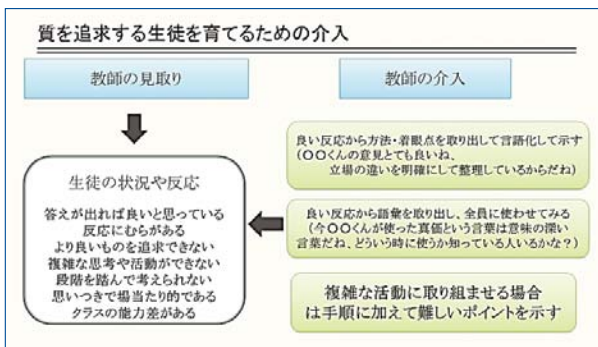 質を追求する生徒を育てるための介入
教師の見取り
教師の介入
生徒の状況や反応
答えが出れば良いと思っている
反応にむらがある
より良いものを追求できない
複雑な思考や活動ができない
段階を踏んで考えられない
思いつきで場当たり的である
クラスの能力差がある
良い反応から方法・着眼点を取り出して言語化して示す
(〇〇くんの意見とても良いね、
立場の違いを明確にして整理しているからだね)
良い反応から語彙を取り出し、全員に使わせてみる
(今〇〇くんが使った真価という言葉は意味の深い
言葉だね、どういう時に使うか知っている人いるかな?)
複雑な活動に取り組ませる場合
は手順に加えて難しいポイントを示す